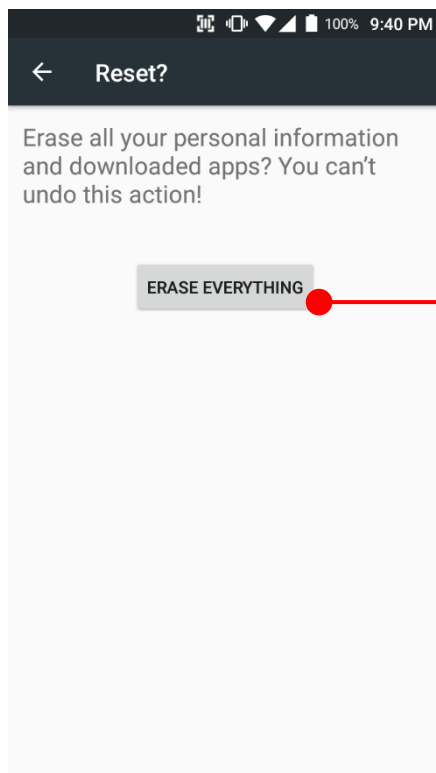 100% 9:40 PM
Reset?
Erase all your personal information
and downloaded apps? You can't
undo this action!
ERASE EVERYTHING